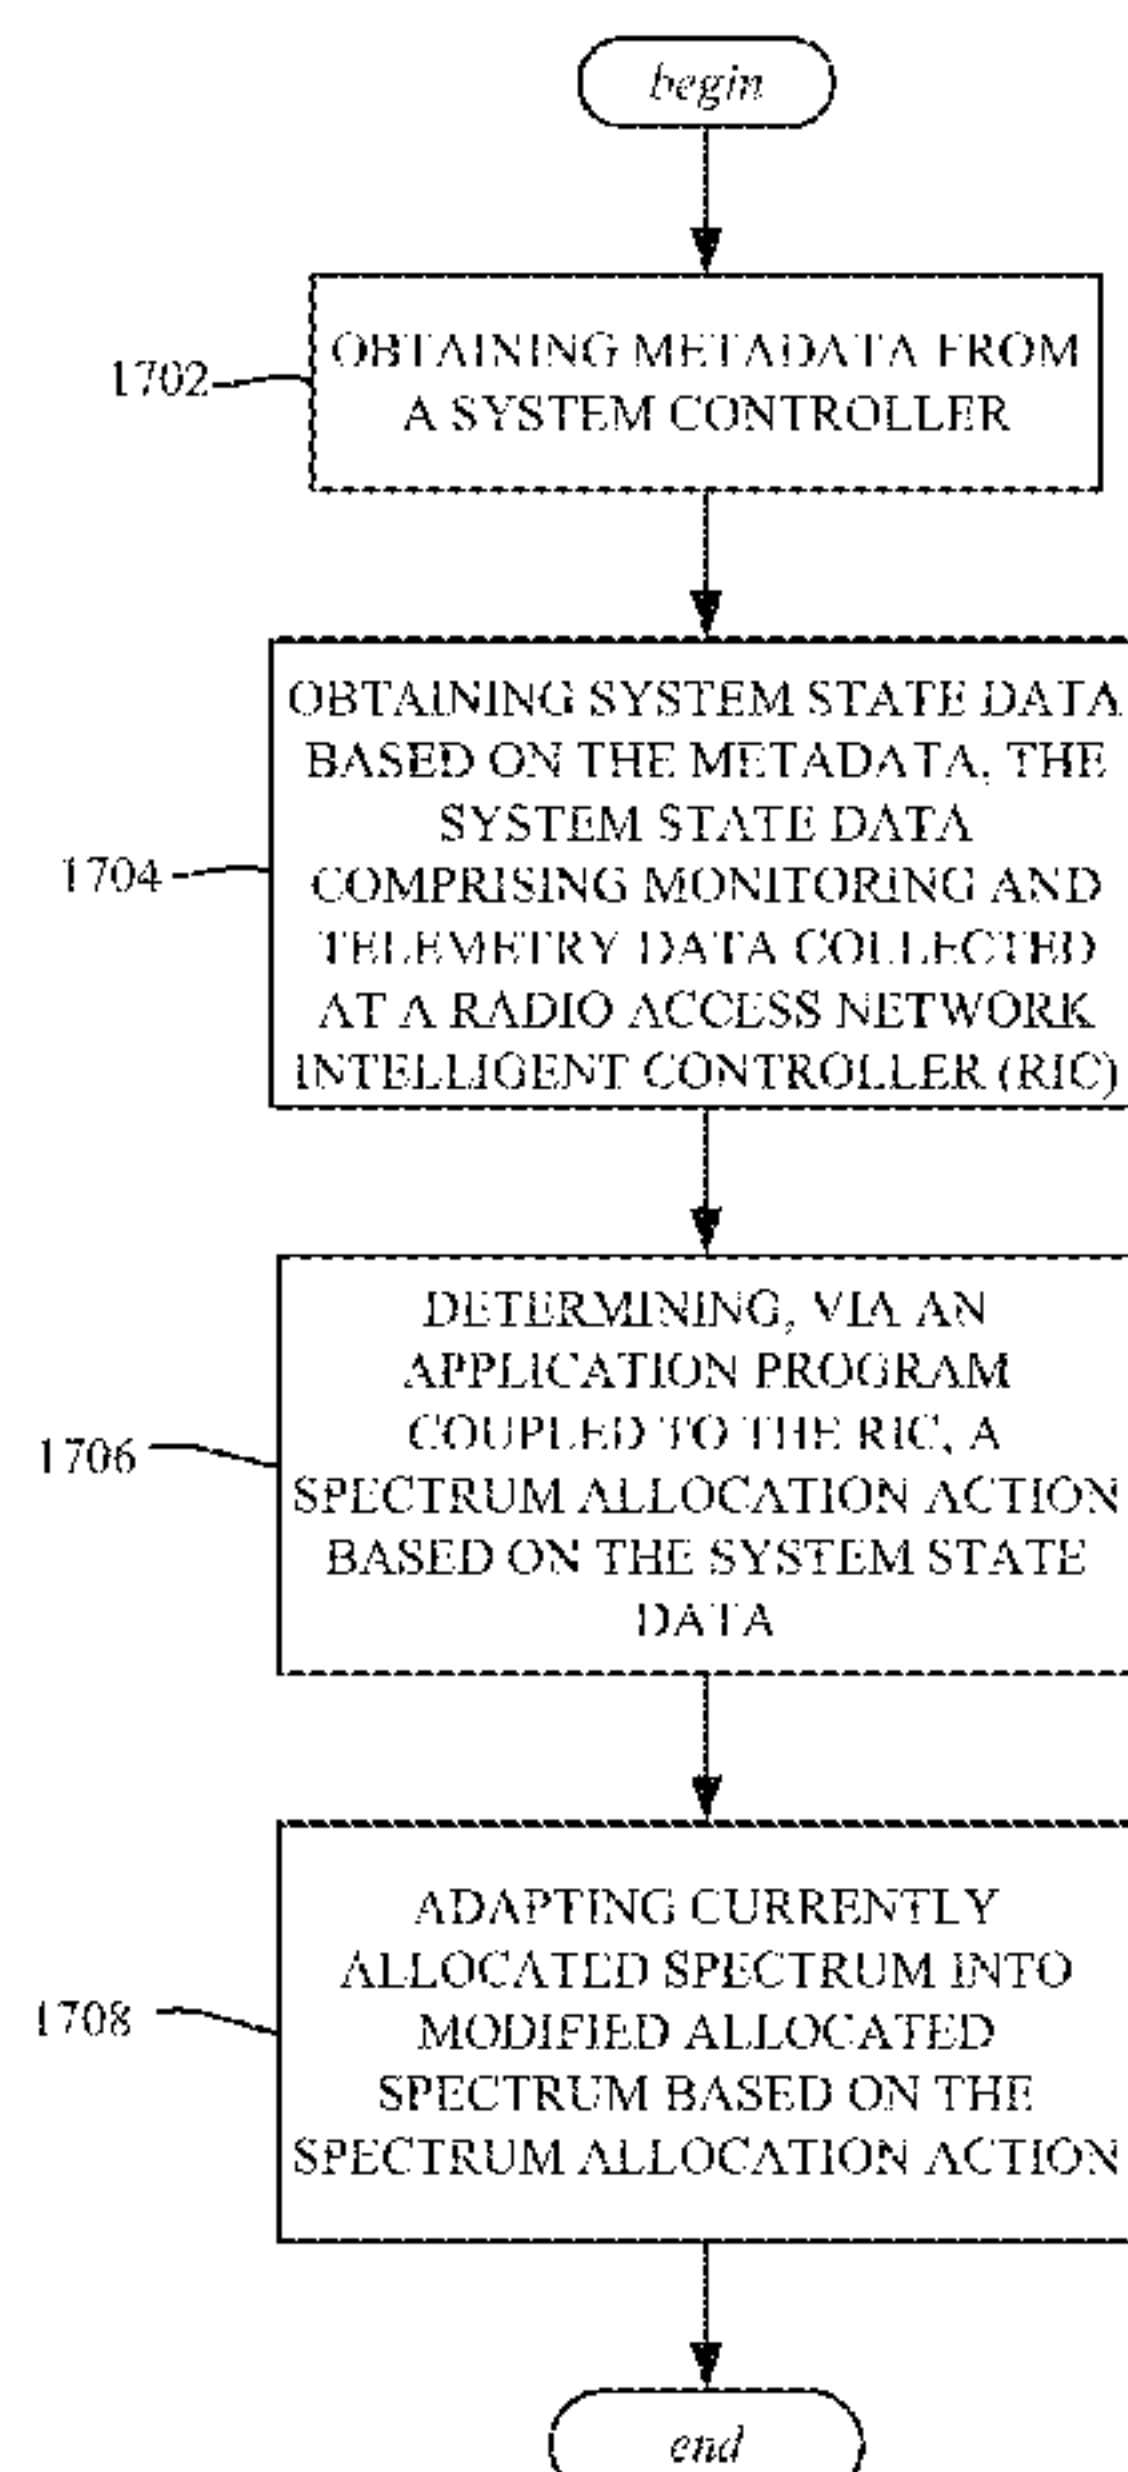 begin
1702
OBTAINING METADATA FROM
A SYSTEM CONTROLLER
1704
OBTAINING SYSTEM STATE DATA
BASED ON THE METADATA, THE
SYSTEM STATE DATA
COMPRISING MONITORING AND
TELEMETRY DATA COLLECTED
AT A RADIO ACCESS NETWORK
INTELLIGENT CONTROLLER (RIC)
1706
DETERMINING, VIA AN
APPLICATION PROGRAM
COUPLED TO THE RIC, A
SPECTRUM ALLOCATION ACTION
BASED ON THE SYSTEM STATE
DATA
1708
ADAPTING CURRENTLY
ALLOCATED SPECTRUM INTO
MODIFIED ALLOCATED
SPECTRUM BASED ON THE
SPECTRUM ALLOCATION ACTION
end